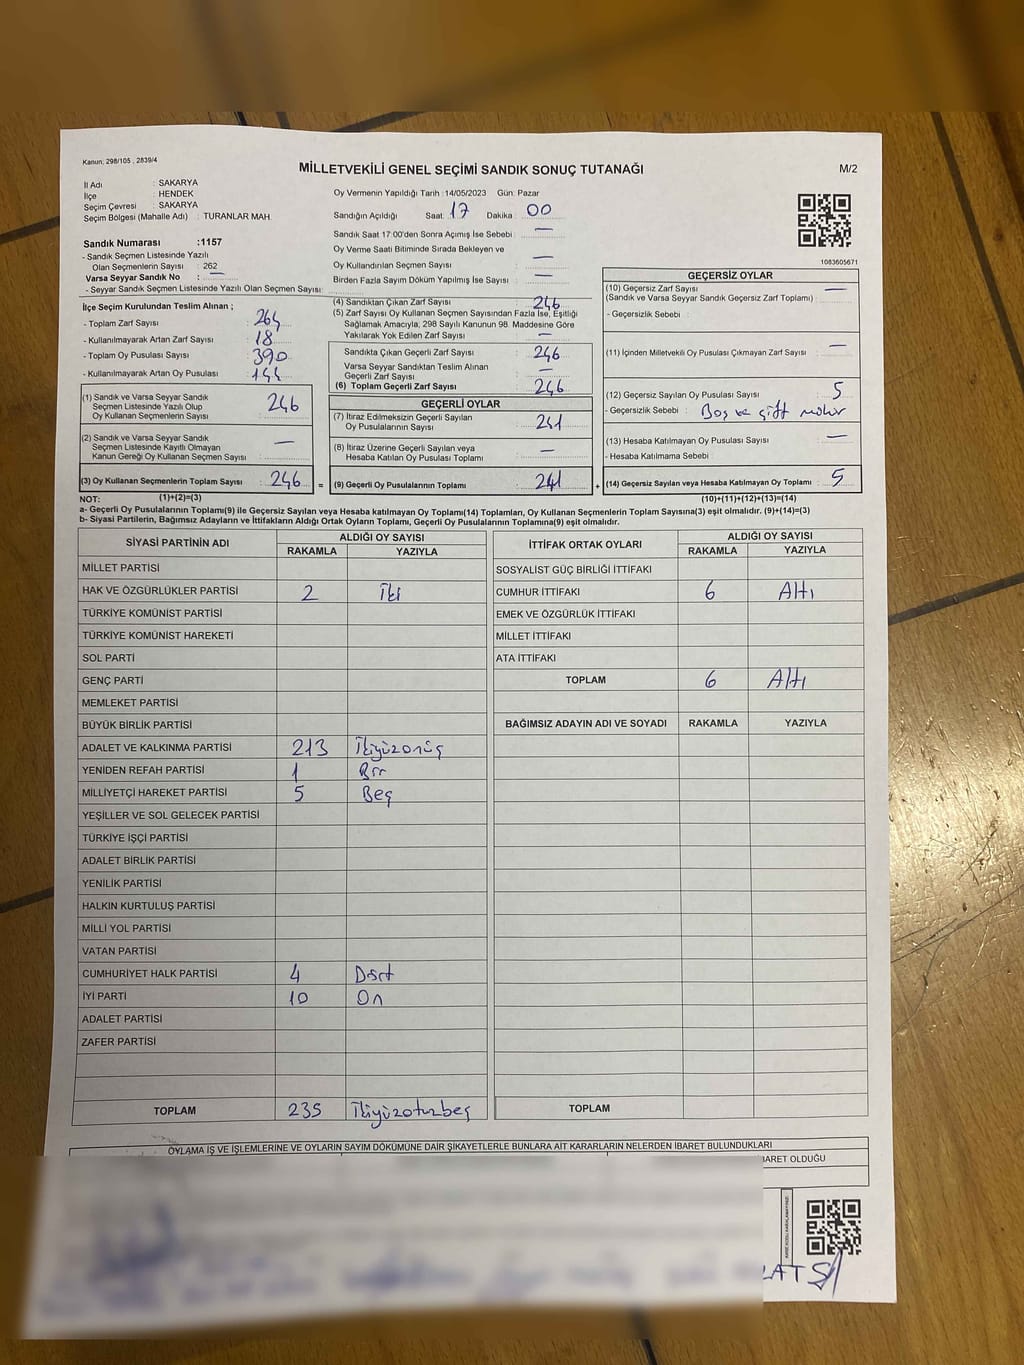 Kanun; 298/105 , 2839/4
MİLLETVEKİLİ GENEL SEÇİMİ SANDIK SONUÇ TUTANAĞI
M/2
İl Adı : SAKARYA
İlçe : HENDEK
Seçim Çevresi : SAKARYA
Seçim Bölgesi (Mahalle Adı) : TURANLAR MAH.
Sandık Numarası :1157
- Sandık Seçmen Listesinde Yazılı
Olan Seçmenlerin Sayısı : 262
Varsa Seyyar Sandık No : —
- Seyyar Sandık Seçmen Listesinde Yazılı Olan Seçmen Sayısı:
Oy Vermenin Yapıldığı Tarih :14/05/2023 Gün: Pazar
Sandığın Açıldığı Saat: 17 Dakika : 00
Sandık Saat 17:00'den Sonra Açımış İse Sebebi : —
Oy Verme Saati Bitiminde Sırada Bekleyen ve
Oy Kullandırılan Seçmen Sayısı : —
Birden Fazla Sayım Döküm Yapılmış İse Sayısı : —
1083605671
İlçe Seçim Kurulundan Teslim Alınan ;
- Toplam Zarf Sayısı : 264
- Kullanılmayarak Artan Zarf Sayısı : 18
- Toplam Oy Pusulası Sayısı : 390
- Kullanılmayarak Artan Oy Pusulası : 144
(1) Sandık ve Varsa Seyyar Sandık
Seçmen Listesinde Yazılı Olup
Oy Kullanan Seçmenlerin Sayısı : 246
(2) Sandık ve Varsa Seyyar Sandık
Seçmen Listesinde Kayıtlı Olmayan
Kanun Gereği Oy Kullanan Seçmen Sayısı : —
(3) Oy Kullanan Seçmenlerin Toplam Sayısı : 246 =
(4) Sandıktan Çıkan Zarf Sayısı : 246
(5) Zarf Sayısı Oy Kullanan Seçmen Sayısından Fazla İse, Eşitliği
Sağlamak Amacıyla, 298 Sayılı Kanunun 98. Maddesine Göre
Yakılarak Yok Edilen Zarf Sayısı : —
Sandıkta Çıkan Geçerli Zarf Sayısı : 246
Varsa Seyyar Sandıktan Teslim Alınan
Geçerli Zarf Sayısı : —
(6) Toplam Geçerli Zarf Sayısı : 246
GEÇERLİ OYLAR
(7) İtiraz Edilmeksizin Geçerli Sayılan
Oy Pusulalarının Sayısı : 241
(8) İtiraz Üzerine Geçerli Sayılan veya
Hesaba Katılan Oy Pusulası Toplamı : —
(9) Geçerli Oy Pusulalarının Toplamı : 241 +
GEÇERSİZ OYLAR
(10) Geçersiz Zarf Sayısı : —
(Sandık ve Varsa Seyyar Sandık Geçersiz Zarf Toplamı)
- Geçersizlik Sebebi :
(11) İçinden Milletvekili Oy Pusulası Çıkmayan Zarf Sayısı : —
(12) Geçersiz Sayılan Oy Pusulası Sayısı : 5
- Geçersizlik Sebebi : Boş ve çift mühür
(13) Hesaba Katılmayan Oy Pusulası Sayısı : —
- Hesaba Katılmama Sebebi :
(14) Geçersiz Sayılan veya Hesaba Katılmayan Oy Toplamı : 5
NOT: (1)+(2)=(3) (10)+(11)+(12)+(13)=(14)
a- Geçerli Oy Pusulalarının Toplamı(9) ile Geçersiz Sayılan veya Hesaba katılmayan Oy Toplamı(14) Toplamları, Oy Kullanan Seçmenlerin Toplam Sayısına(3) eşit olmalıdır. (9)+(14)=(3)
b- Siyasi Partilerin, Bağımsız Adayların ve İttifakların Aldığı Ortak Oyların Toplamı, Geçerli Oy Pusulalarının Toplamına(9) eşit olmalıdır.
SİYASİ PARTİNİN ADI ALDIĞI OY SAYISI
RAKAMLA YAZIYLA
MİLLET PARTİSİ
HAK VE ÖZGÜRLÜKLER PARTİSİ 2 İki
TÜRKİYE KOMÜNİST PARTİSİ
TÜRKİYE KOMÜNİST HAREKETİ
SOL PARTİ
GENÇ PARTİ
MEMLEKET PARTİSİ
BÜYÜK BİRLİK PARTİSİ
ADALET VE KALKINMA PARTİSİ 213 İkiyüzonüç
YENİDEN REFAH PARTİSİ 1 Bir
MİLLİYETÇİ HAREKET PARTİSİ 5 Beş
YEŞİLLER VE SOL GELECEK PARTİSİ
TÜRKİYE İŞÇİ PARTİSİ
ADALET BİRLİK PARTİSİ
YENİLİK PARTİSİ
HALKIN KURTULUŞ PARTİSİ
MİLLİ YOL PARTİSİ
VATAN PARTİSİ
CUMHURİYET HALK PARTİSİ 4 Dört
İYİ PARTİ 10 On
ADALET PARTİSİ
ZAFER PARTİSİ
TOPLAM 235 İkiyüzotuzbeş
İTTİFAK ORTAK OYLARI ALDIĞI OY SAYISI
RAKAMLA YAZIYLA
SOSYALİST GÜÇ BİRLİĞİ İTTİFAKI
CUMHUR İTTİFAKI 6 Altı
EMEK VE ÖZGÜRLÜK İTTİFAKI
MİLLET İTTİFAKI
ATA İTTİFAKI
TOPLAM 6 Altı
BAĞIMSIZ ADAYIN ADI VE SOYADI RAKAMLA YAZIYLA
TOPLAM
OYLAMA İŞ VE İŞLEMLERİNE VE OYLARIN SAYIM DÖKÜMÜNE DAİR ŞİKAYETLERLE BUNLARA AİT KARARLARIN NELERDEN İBARET BULUNDUKLARI
BARET OLDUĞU